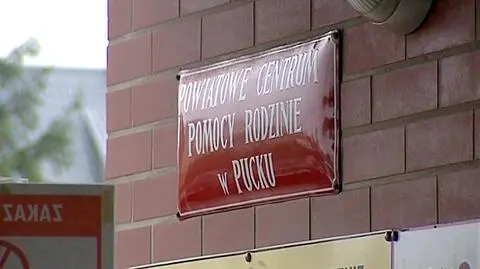 POWIATOWE CENTRUM
POMOCY RODZINIE
w PUCKU
ZAKAZ